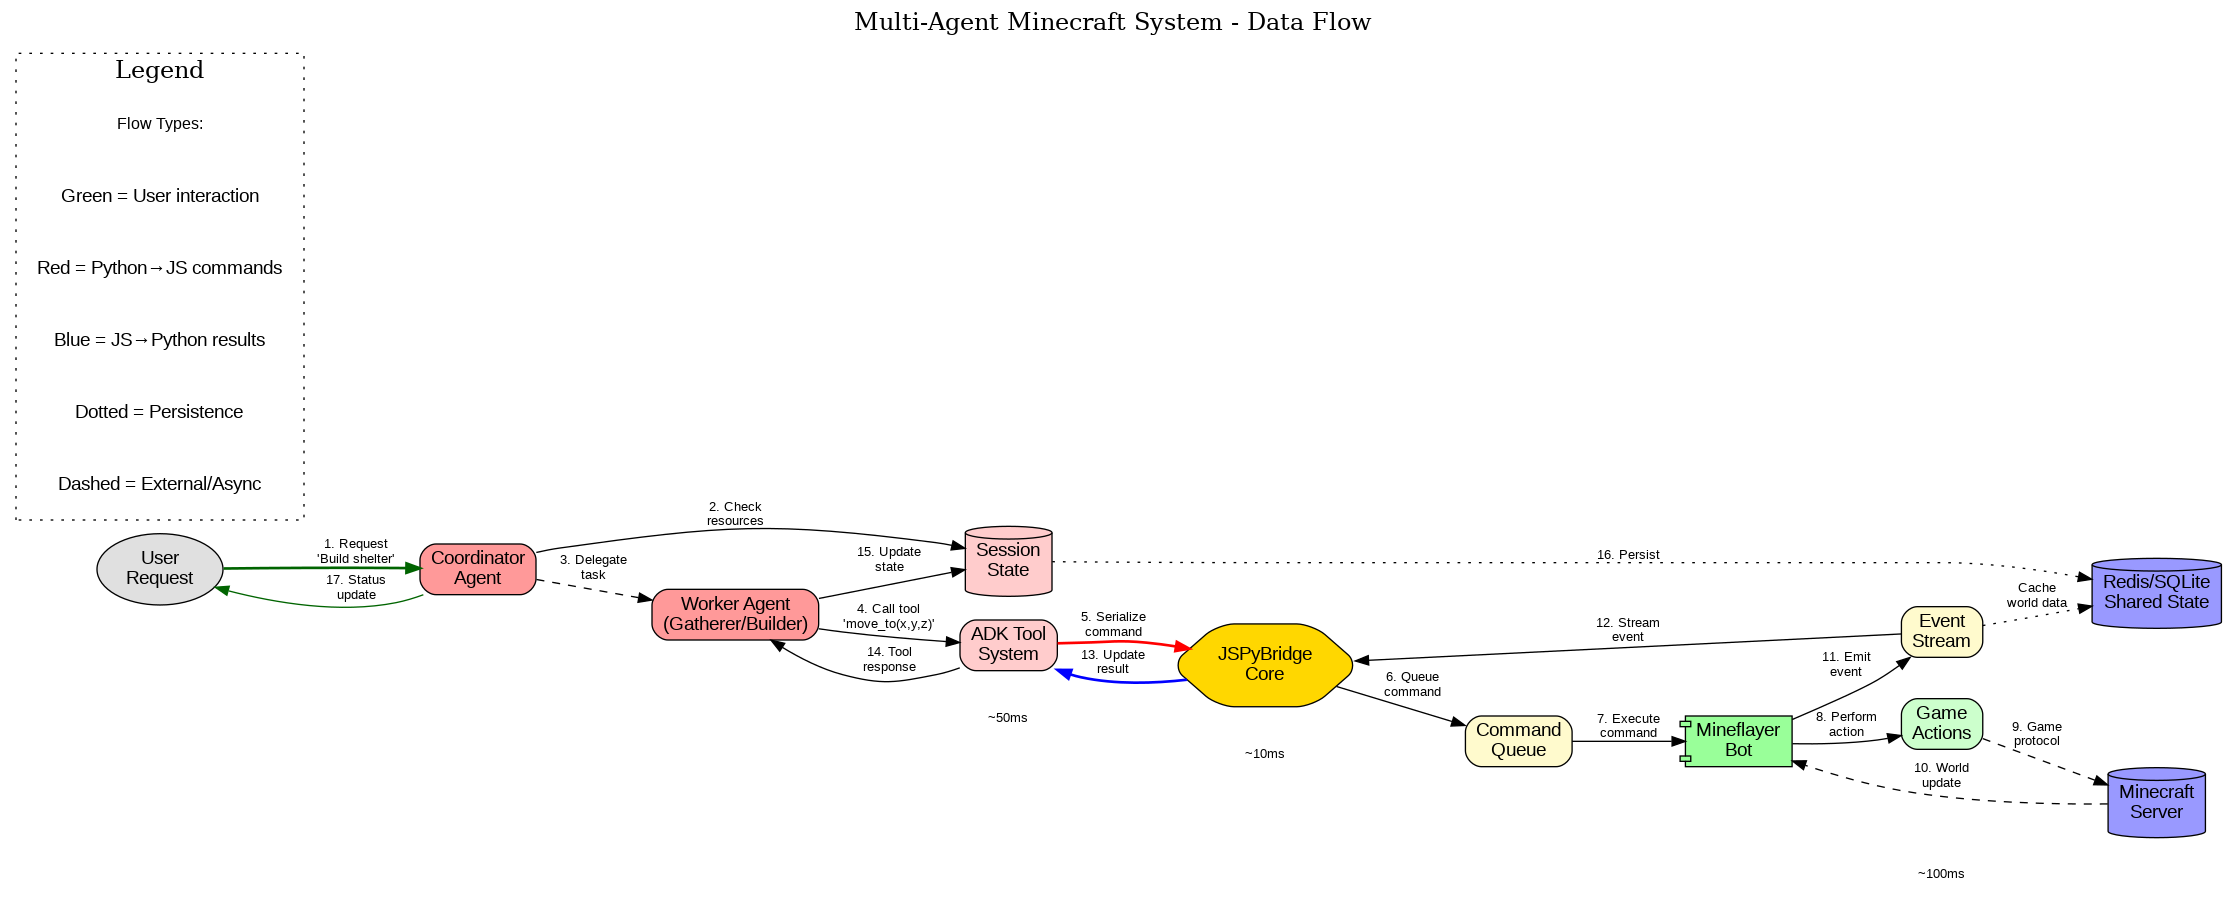 Multi-Agent Minecraft System - Data Flow
Legend
Flow Types:
Green = User interaction
Red = Python→JS commands
Blue = JS→Python results
Dotted = Persistence
Dashed = External/Async
User
Request
1. Request
'Build shelter'
17. Status
update
Coordinator
Agent
2. Check
resources
3. Delegate
task
Worker Agent
(Gatherer/Builder)
15. Update
state
4. Call tool
'move_to(x,y,z)'
14. Tool
response
Session
State
ADK Tool
System
~50ms
5. Serialize
command
13. Update
result
JSPyBridge
Core
~10ms
6. Queue
command
Command
Queue
16. Persist
12. Stream
event
7. Execute
command
Mineflayer
Bot
11. Emit
event
8. Perform
action
Event
Stream
Game
Actions
10. World
update
~100ms
Cache
world data
9. Game
protocol
Redis/SQLite
Shared State
Minecraft
Server